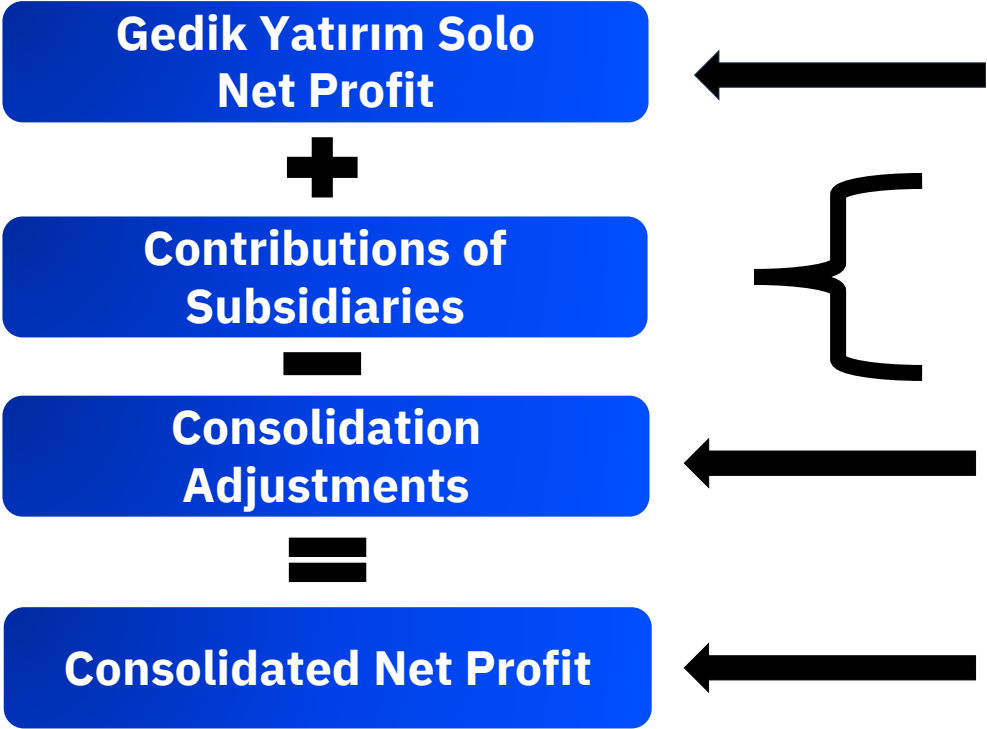 Gedik Yatırım Solo
Net Profit
Contributions of
Subsidiaries
Consolidation
Adjustments
Consolidated Net Profit